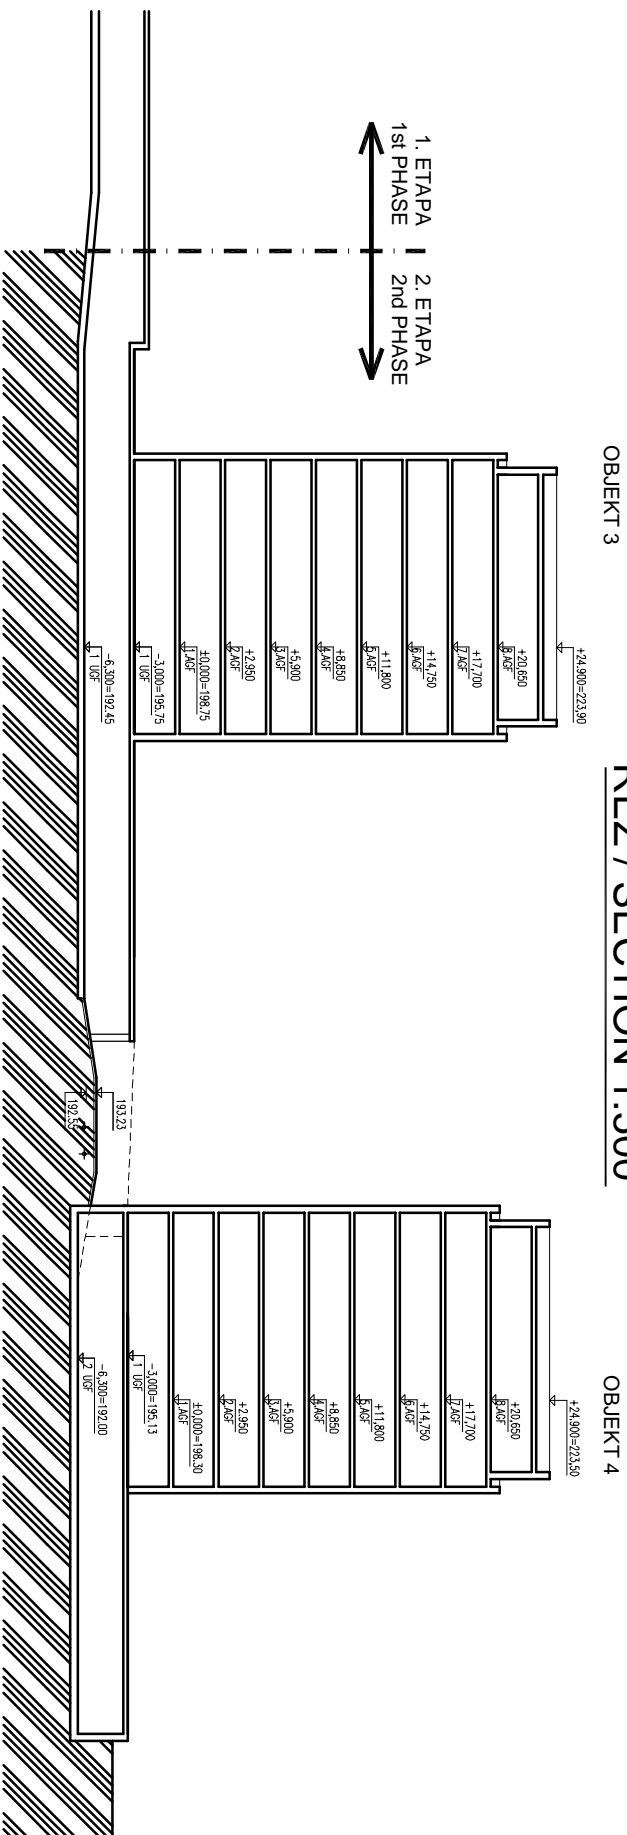 ŘEZ / SECTION 1:500
OBJEKT 3
OBJEKT 4
1. ETAPA
1st PHASE
2. ETAPA
2nd PHASE
+24.900=223,90
+20,650
8.AGF
+17,700
7.AGF
+14,750
6.AGF
+11,800
5.AGF
+8,850
4.AGF
+5,900
3.AGF
+2,950
2.AGF
±0,000=198.75
1.AGF
-3,000=195.75
1 UGF
-6,300=192.45
1 UGF
193.23
192.55
+24.900=223,50
+20,650
8.AGF
+17,700
7.AGF
+14,750
6.AGF
+11,800
5.AGF
+8,850
4.AGF
+5,900
3.AGF
+2,950
2.AGF
±0,000=198.30
1.AGF
-3,000=195.13
1 UGF
-6,300=192.00
2 UGF